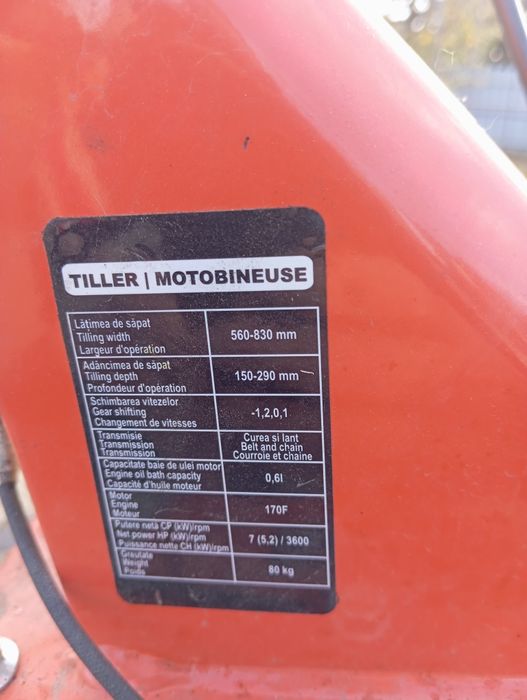 TILLER | MOTOBINEUSE
Lătimea de săpat
Tilling width
Largeur d'opération
560-830 mm
Adâncimea de săpat
Tilling depth
Profondeur d'opération
150-290 mm
Schimbarea vitezelor
Gear shifting
Changement de vitesses
-1,2,0,1
Transmisie
Transmission
Transmission
Curea si lant
Belt and chain
Courroie et chaine
Capacitate baie de ulei motor
Engine oil bath capacity
Capacité d'huile moteur
0,6l
Motor
Engine
Moteur
170F
Putere netă CP (kW)/rpm
Net power HP (kW)/rpm
Puissance nette CH (kW)/rpm
7 (5,2) / 3600
Greutate
Weight
Poids
80 kg